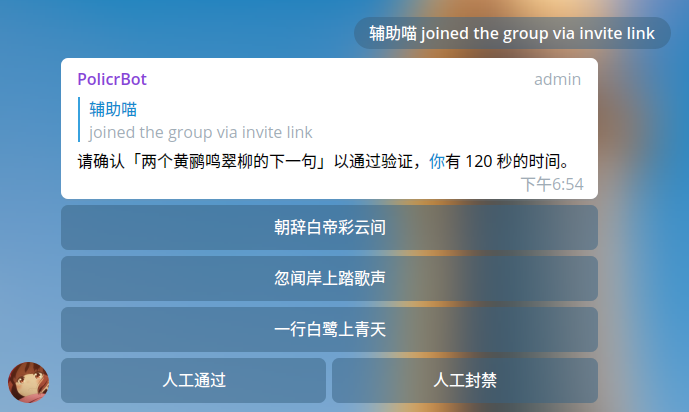 辅助喵 joined the group via invite link
PolicrBot admin
辅助喵
joined the group via invite link
请确认「两个黄鹂鸣翠柳的下一句」以通过验证，你有 120 秒的时间。
下午6:54
朝辞白帝彩云间
忽闻岸上踏歌声
一行白鹭上青天
人工通过 人工封禁